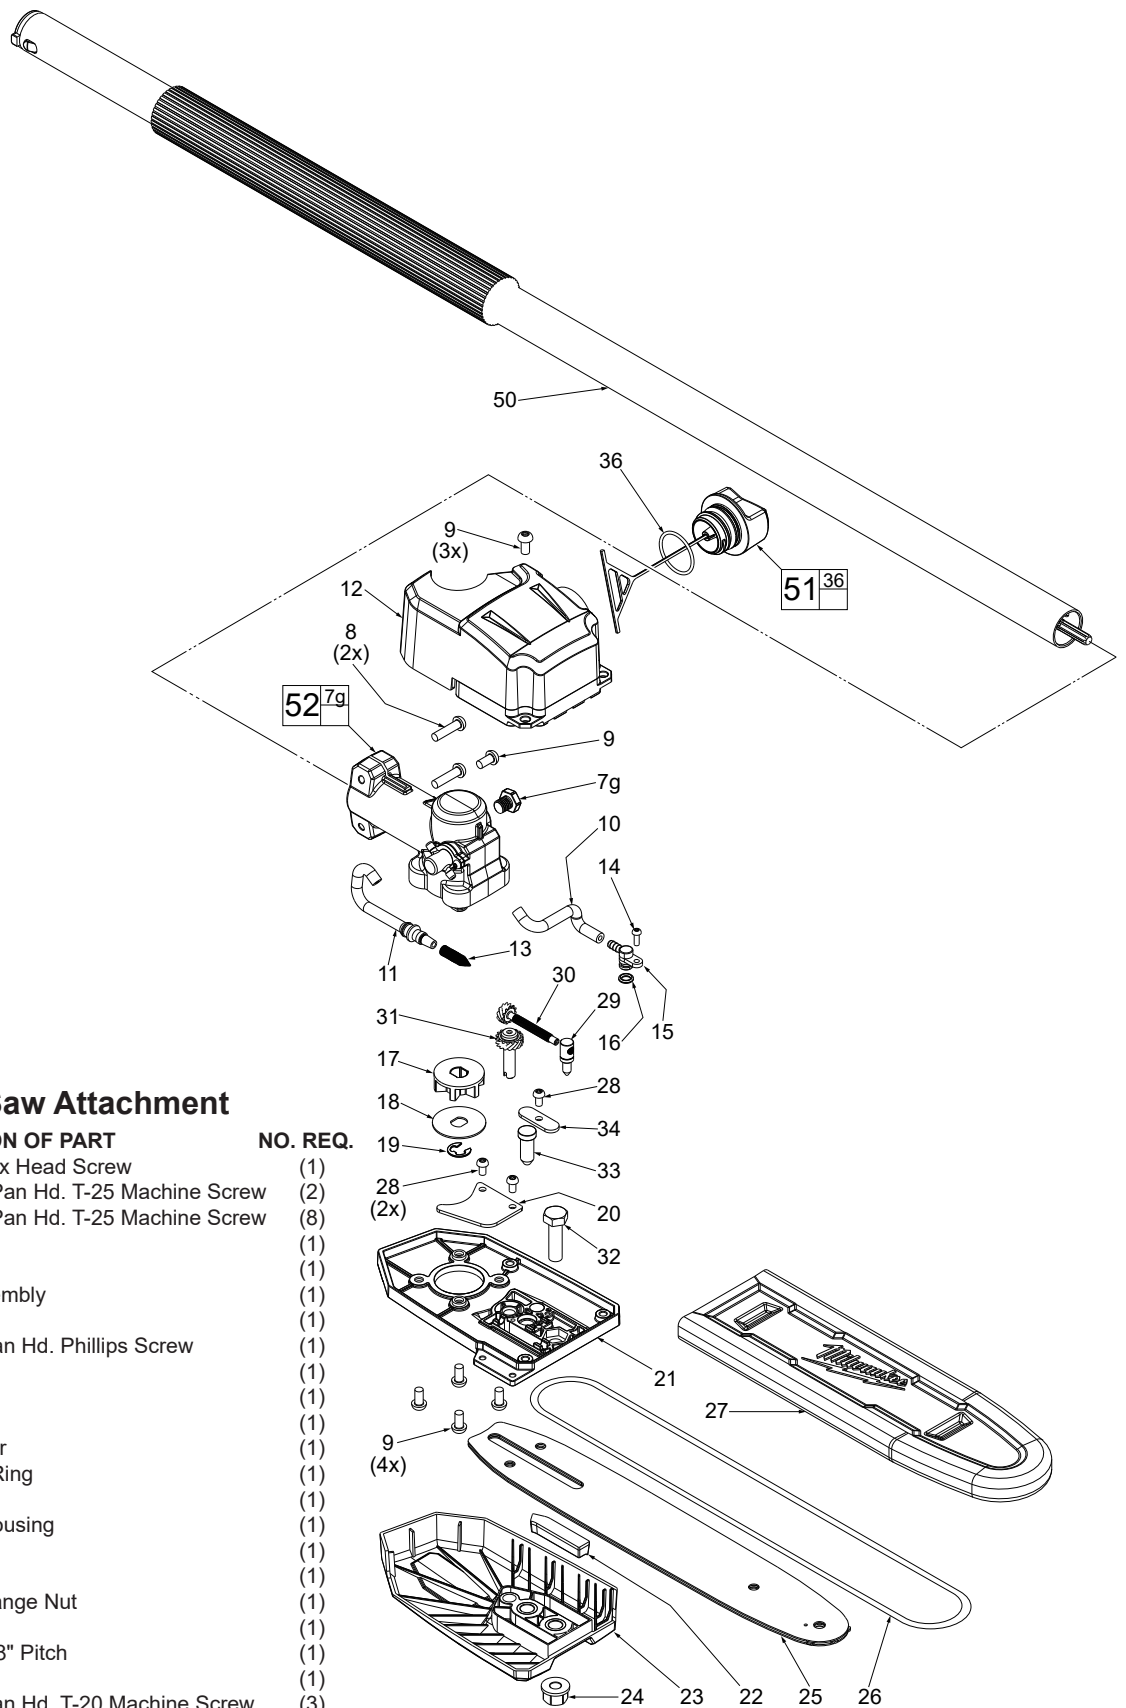 50
36
9
(3x)
51 36
12
8
(2x)
52 7g
9
7g
10
14
13
11
30
29
31
16
15
17
28
18
34
19
33
28
(2x)
20
32
21
27
9
(4x)
26
24
23
22
25
Milwaukee
Saw Attachment
ON OF PART NO. REQ.
x Head Screw (1)
Pan Hd. T-25 Machine Screw (2)
Pan Hd. T-25 Machine Screw (8)
(1)
(1)
embly (1)
(1)
an Hd. Phillips Screw (1)
(1)
(1)
(1)
r (1)
Ring (1)
(1)
ousing (1)
(1)
(1)
ange Nut (1)
(1)
8" Pitch (1)
(1)
an Hd. T-20 Machine Screw (3)